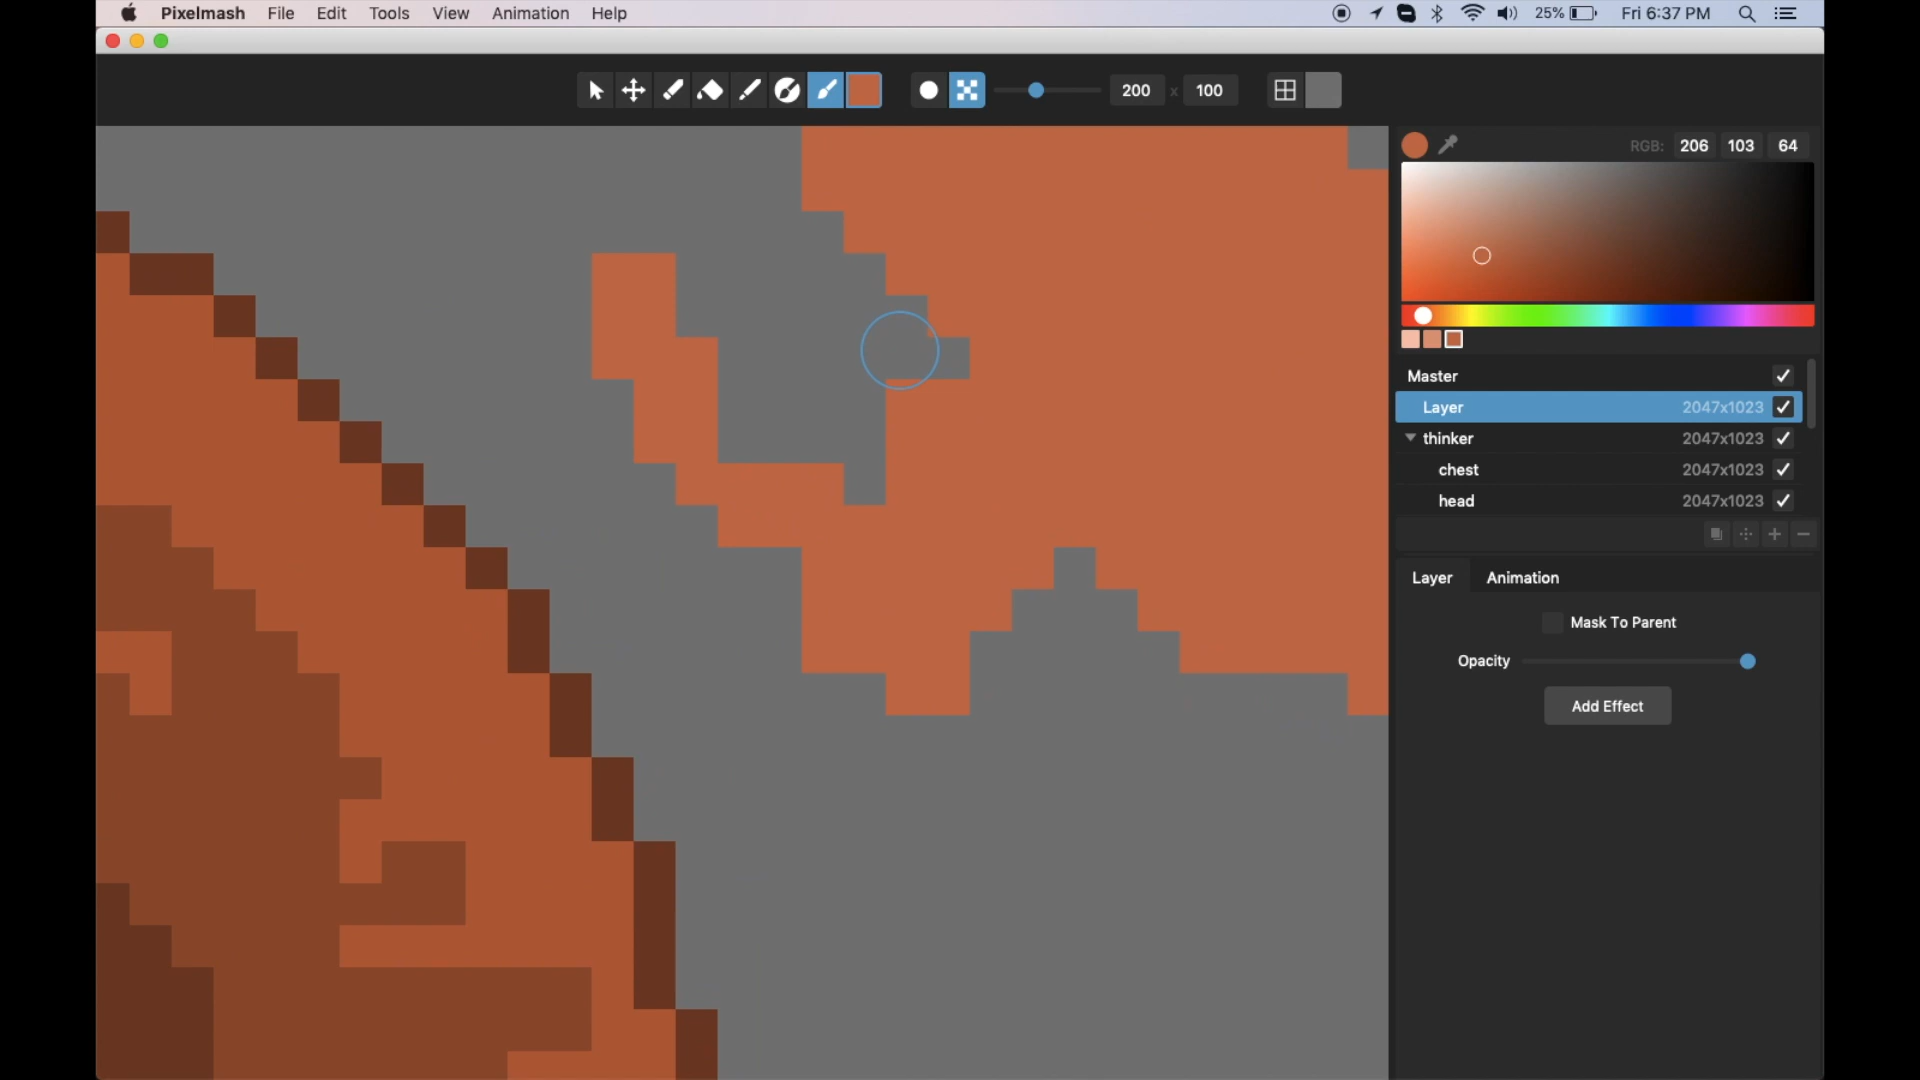 Pixelmash File Edit Tools View Animation Help 25% Fri 6:37 PM
200 x 100
RGB: 206 103 64
Master
Layer 2047x1023
thinker 2047x1023
chest 2047x1023
head 2047x1023
Layer Animation
Mask To Parent
Opacity
Add Effect